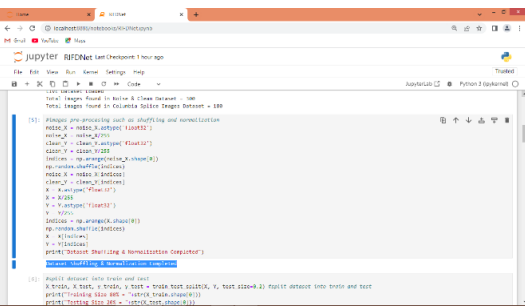 Home
RIFDNet
localhost:8888/notebooks/RIFDNet.ipynb
Gmail YouTube Maps
jupyter RIFDNet Last Checkpoint: 1 hour ago
File Edit View Run Kernel Settings Help Trusted
Code JupyterLab Python 3 (ipykernel)
Total images found in Noise & Clean Dataset = 100
Total images found in Columbia Splice Images Dataset = 180
[5]: #images pre-processing such as shuffling and normalization
noise_X = noise_X.astype('float32')
noise_X = noise_X/255
clean_Y = clean_Y.astype('float32')
clean_Y = clean_Y/255
indices = np.arange(noise_X.shape[0])
np.random.shuffle(indices)
noise_X = noise_X[indices]
clean_Y = clean_Y[indices]
X = X.astype('float32')
X = X/255
Y = Y.astype('float32')
Y = Y/255
indices = np.arange(X.shape[0])
np.random.shuffle(indices)
X = X[indices]
Y = Y[indices]
print("Dataset Shuffling & Normalization Completed")
Dataset Shuffling & Normalization Completed
#split dataset into train and test
X_train, X_test, y_train, y_test = train_test_split(X, Y, test_size=0.2) #split dataset into train and test
print("Training Size 80% = "+str(X_train.shape[0]))
print("Testing Size 20% = "+str(X_test.shape[0]))